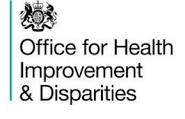 Office for Health
Improvement
& Disparities